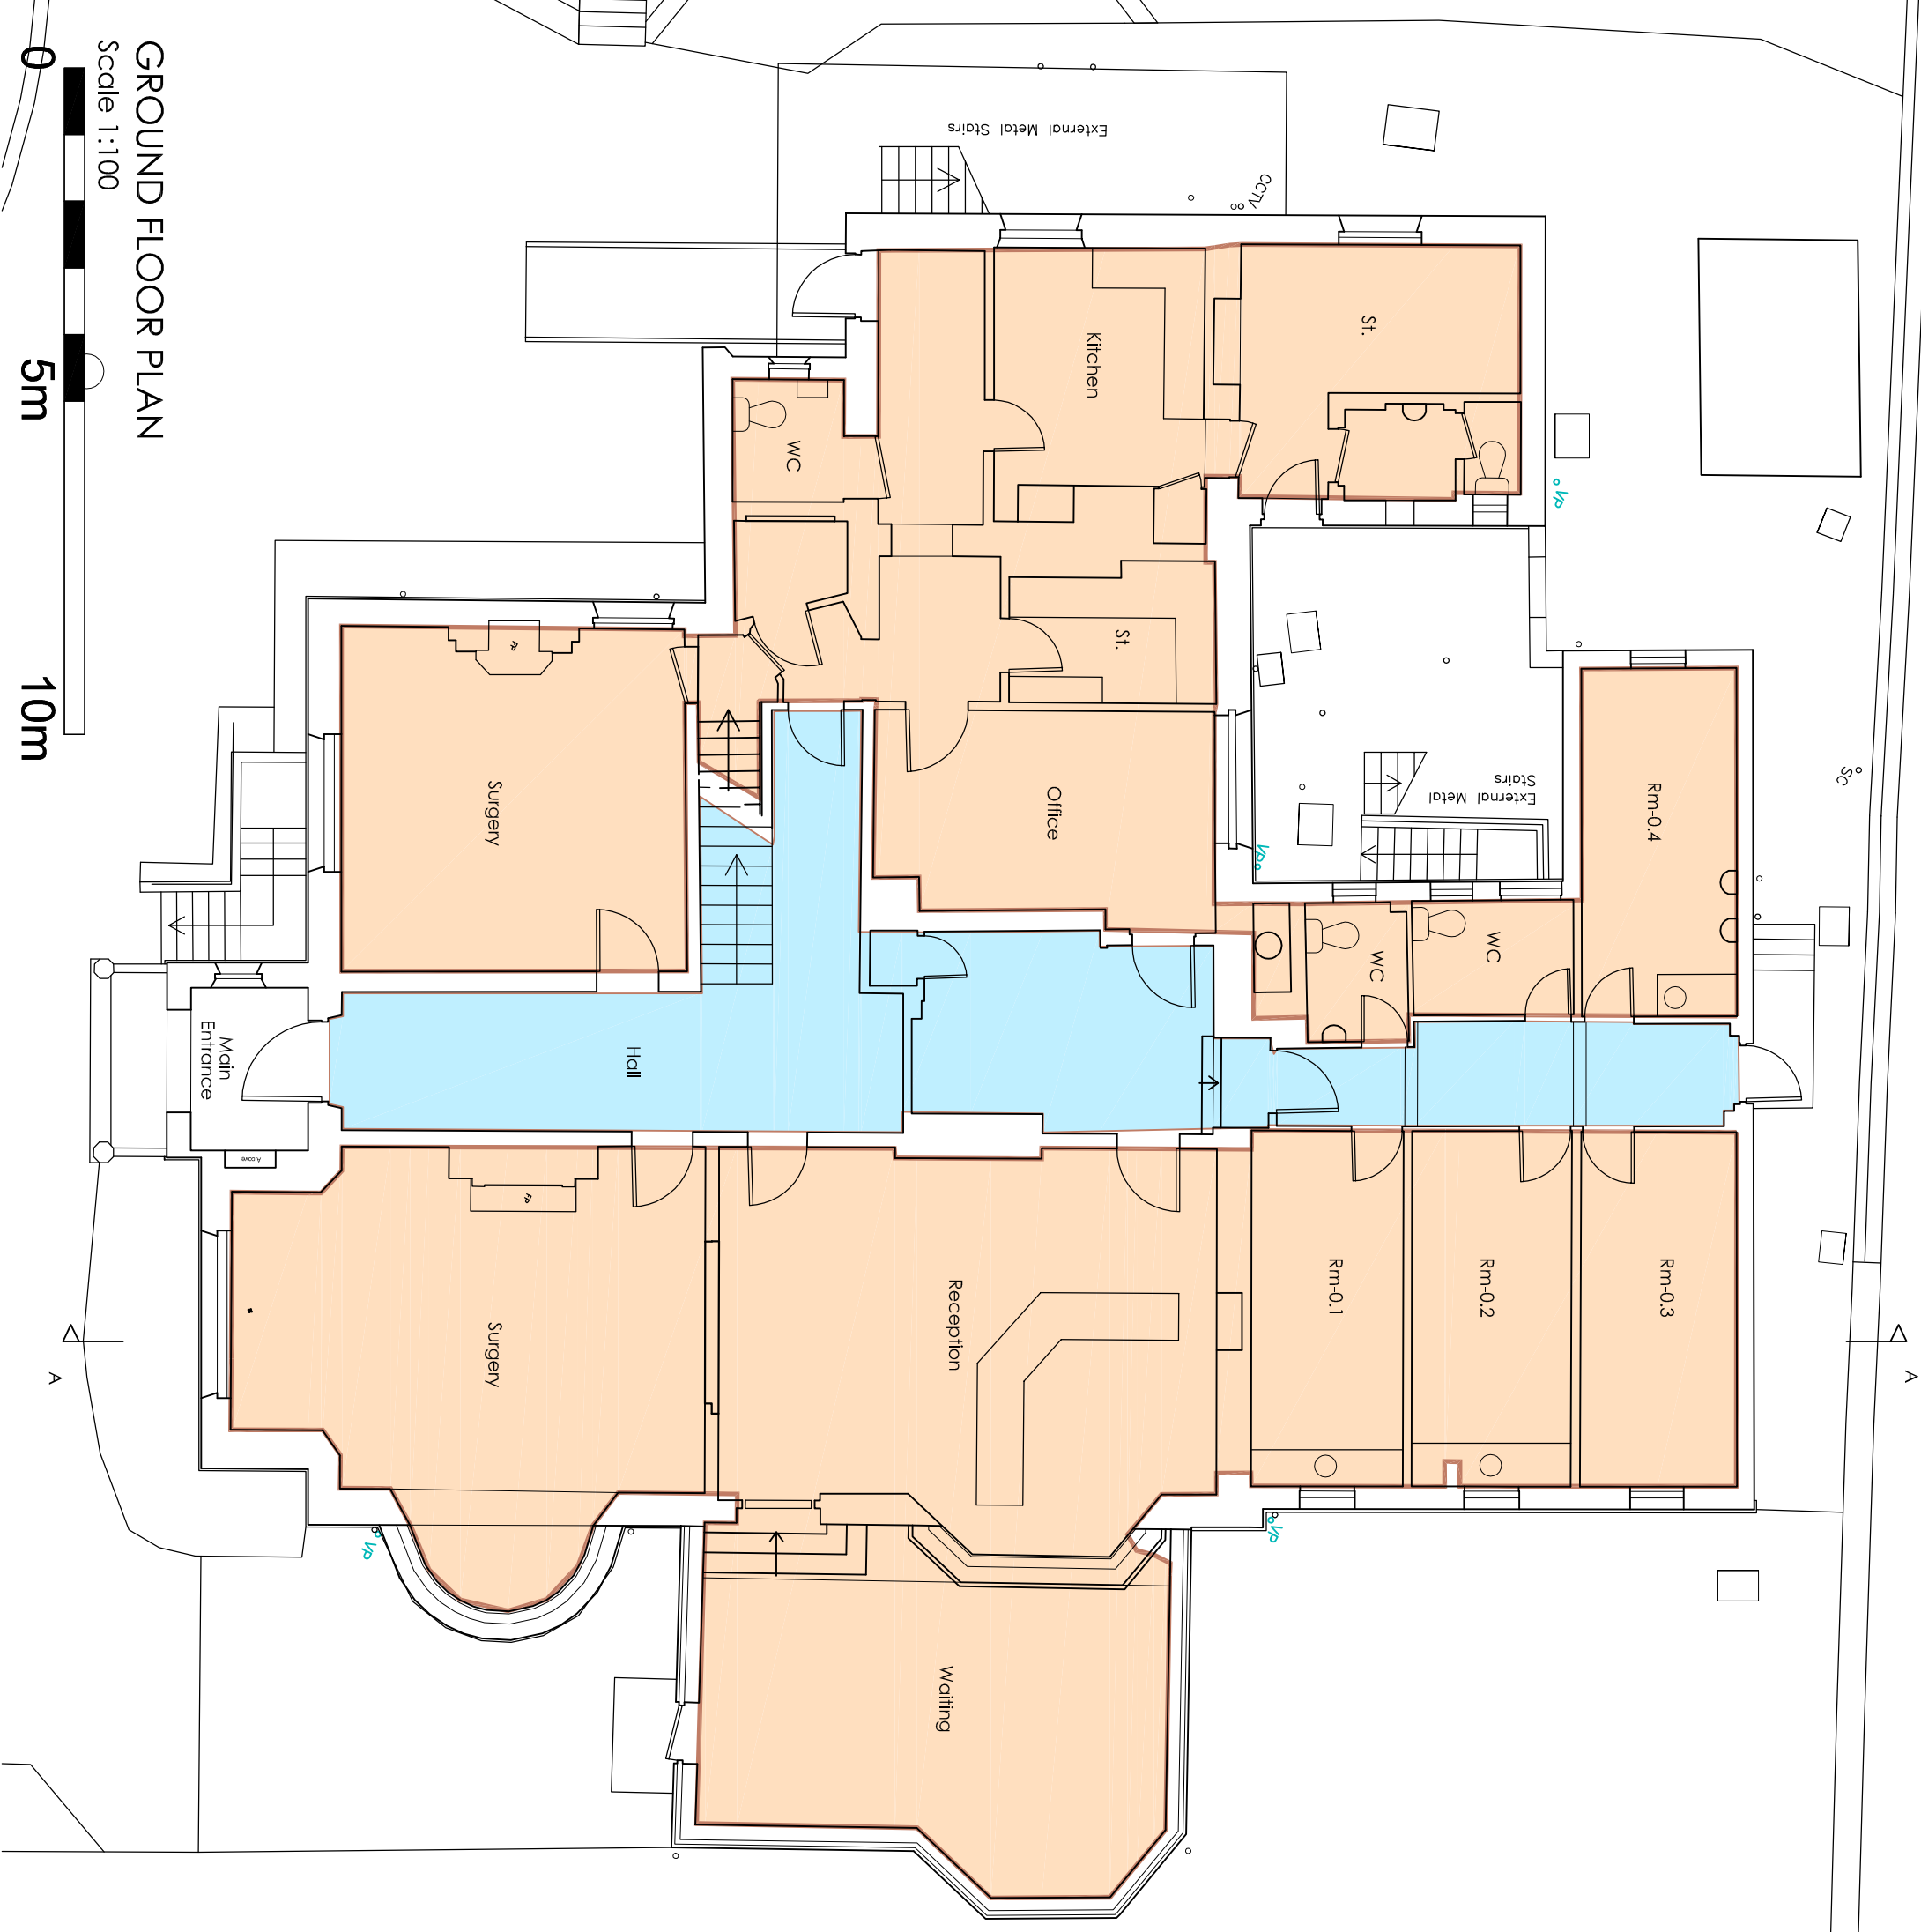 GROUND FLOOR PLAN
Scale 1:100
0
5m
10m
External Metal Stairs
CCTV
St.
Kitchen
WC
VP
St.
Surgery
FP
Office
External Metal
Stairs
VP
Rm-0.4
SC
WC
WC
Main
Entrance
Hall
Alcove
Surgery
FP
Reception
Rm-0.1
Rm-0.2
Rm-0.3
A
A
VP
VP
Waiting